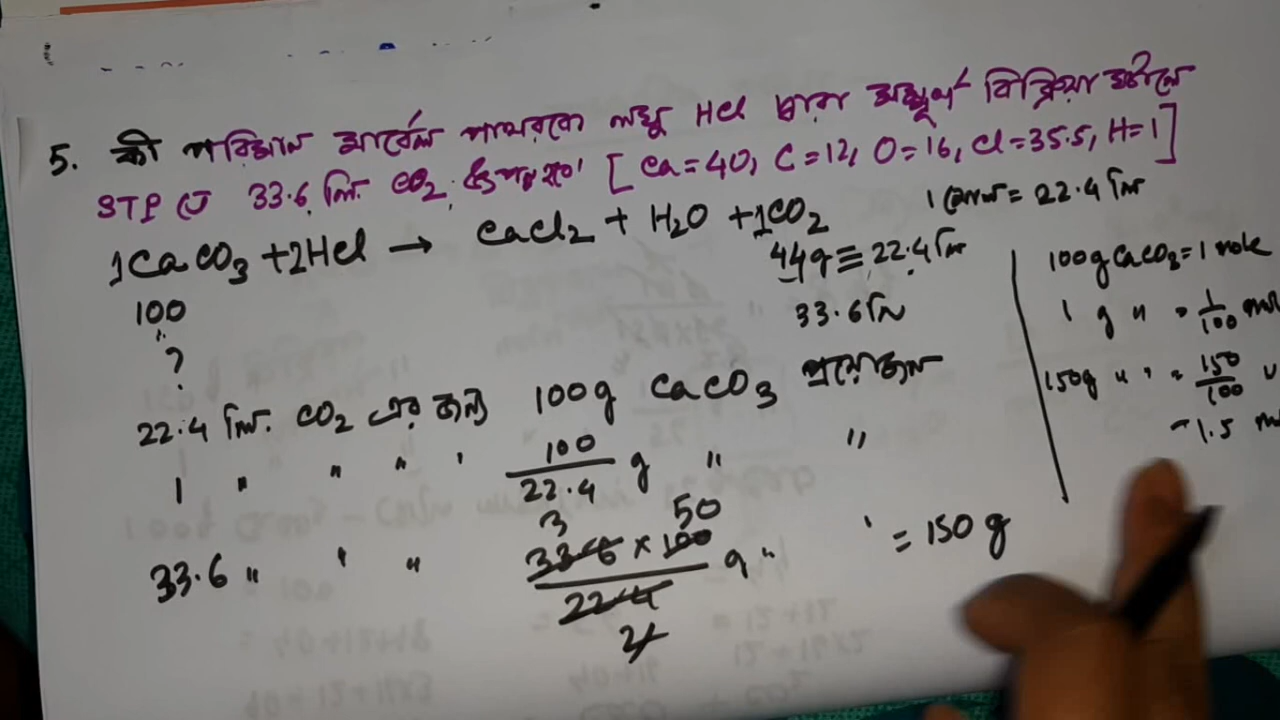 5. কী পরিমান মার্বেল পাথরকে লঘু HCl দ্বারা সম্পূর্ণ বিক্রিয়া ঘটালে
STP তে 33.6 লি. CO₂ উৎপন্ন হবে [Ca=40, C=12, O=16, Cl=35.5, H=1]
1CaCO₃ + 2HCl → CaCl₂ + H₂O + 1CO₂
1 মোল = 22.4 লি
100
44g ≡ 22.4 লি
"
?
33.6 লি
22.4 লি. CO₂ এর জন্য 100g CaCO₃ প্রয়োজন
1 " " " ' 100/22.4 g " "
3 50
33.6 " ' " 33.6 × 100/22.4 g " ' = 150 g
2
100g CaCO₃ = 1 mole
1 g " = 1/100
150g " ' = 150/100
= 1.5